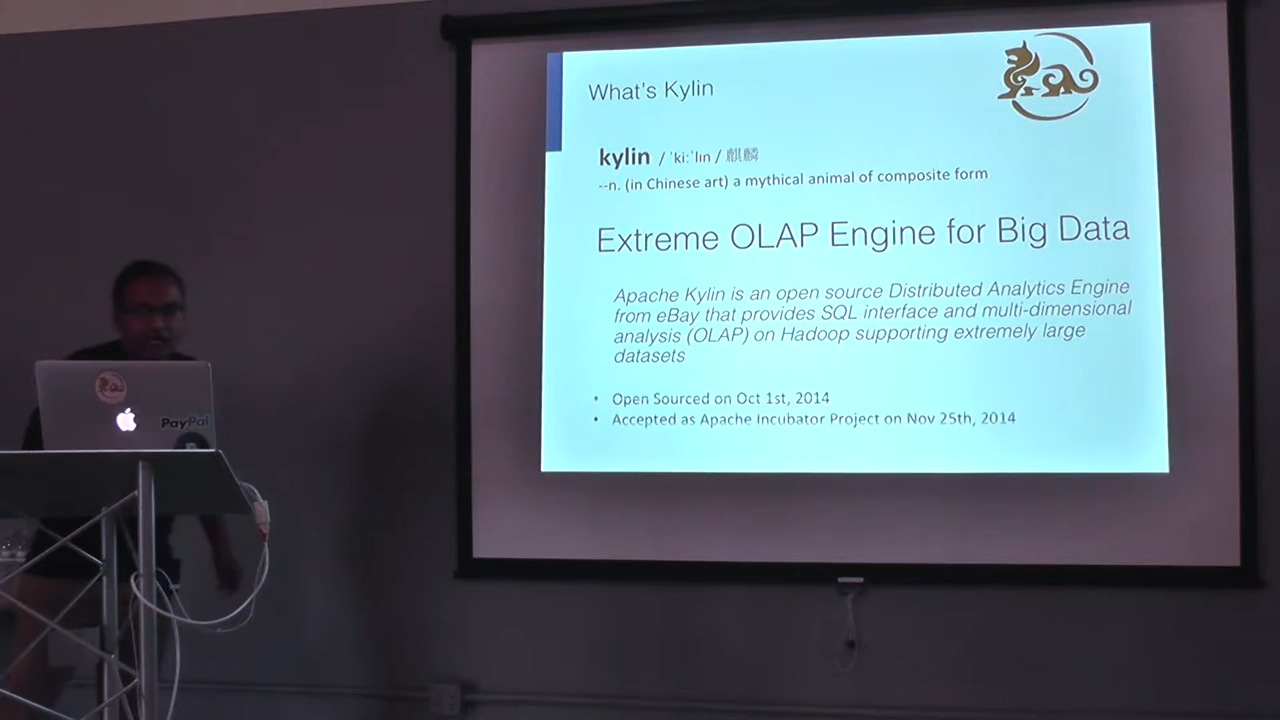 What's Kylin
kylin / ˈkiːˈlɪn / 麒麟
--n. (in Chinese art) a mythical animal of composite form
Extreme OLAP Engine for Big Data
Apache Kylin is an open source Distributed Analytics Engine
from eBay that provides SQL interface and multi-dimensional
analysis (OLAP) on Hadoop supporting extremely large
datasets
• Open Sourced on Oct 1st, 2014
• Accepted as Apache Incubator Project on Nov 25th, 2014
PayPal